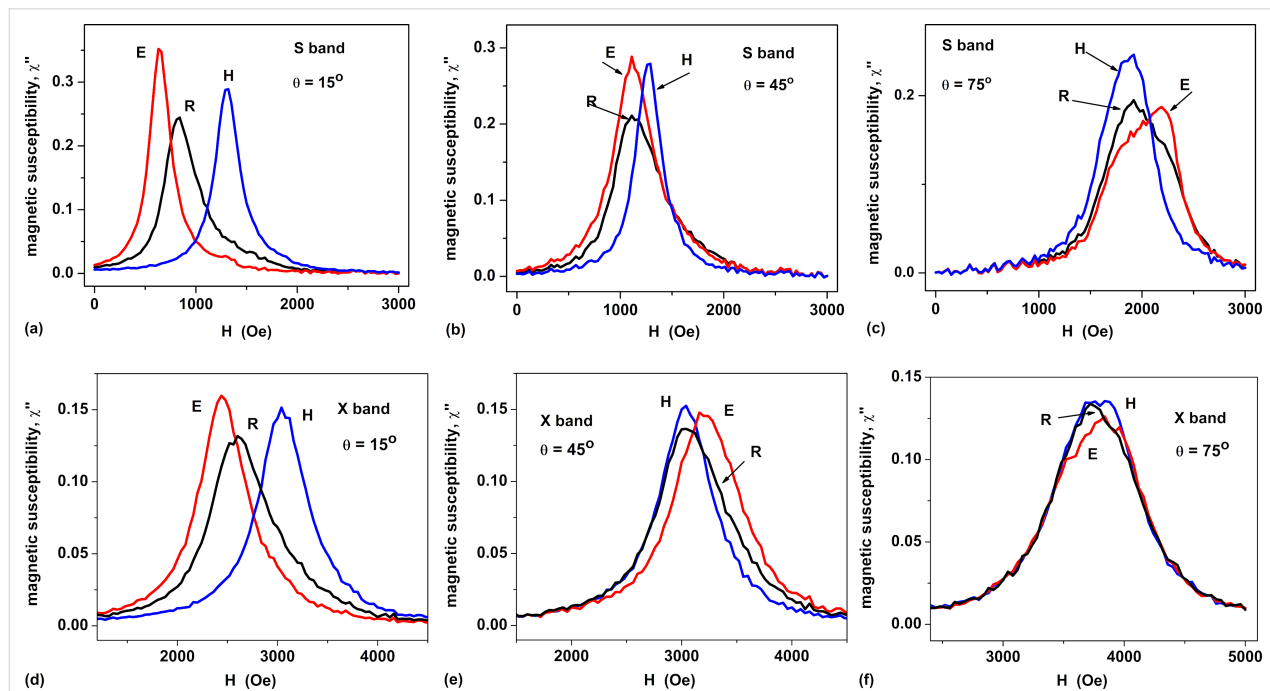 magnetic susceptibility, χ"
0.3
0.2
0.1
0.0
E
R
H
S band
θ = 15°
0
1000
2000
3000
(a)
H (Oe)
magnetic susceptibility, χ"
0.3
0.2
0.1
0.0
E
H
R
S band
θ = 45°
0
1000
2000
3000
(b)
H (Oe)
magnetic susceptibility, χ"
0.2
0.0
S band
θ = 75°
H
R
E
0
1000
2000
3000
(c)
H (Oe)
magnetic susceptibility, χ"
0.15
0.10
0.05
0.00
E
R
H
X band
θ = 15°
2000
3000
4000
(d)
H (Oe)
magnetic susceptibility, χ"
0.15
0.10
0.05
0.00
X band
θ = 45°
H
E
R
2000
3000
4000
(e)
H (Oe)
magnetic susceptibility, χ"
0.15
0.10
0.05
0.00
H
R
E
X band
θ = 75°
3000
4000
5000
(f)
H (Oe)